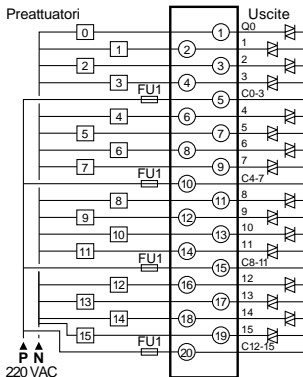 Preattuatori Uscite
0 1 Q0
1 2 1
2 3 2
3 4 3
FU1 5 C0-3
4 6 4
5 7 5
6 8 6
7 9 7
FU1 10 C4-7
8 11 8
9 12 9
10 13 10
11 14 11
FU1 15 C8-11
12 16 12
13 17 13
14 18 14
15 19 15
FU1 20 C12-15
P N
220 VAC